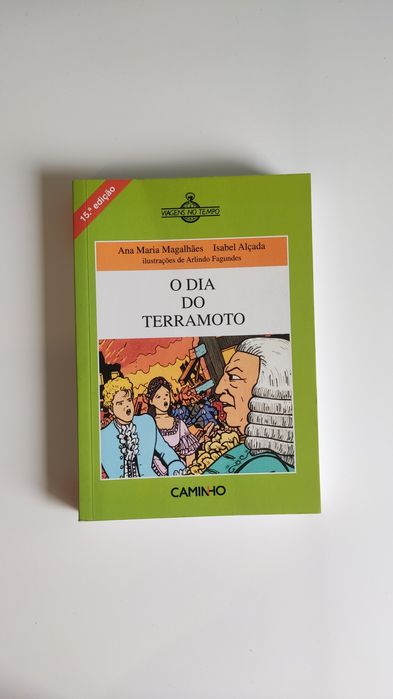 15.ª edição
VIAGENS NO TEMPO
Ana Maria Magalhães Isabel Alçada
ilustrações de Arlindo Fagundes
O DIA
DO
TERRAMOTO
CAMINHO